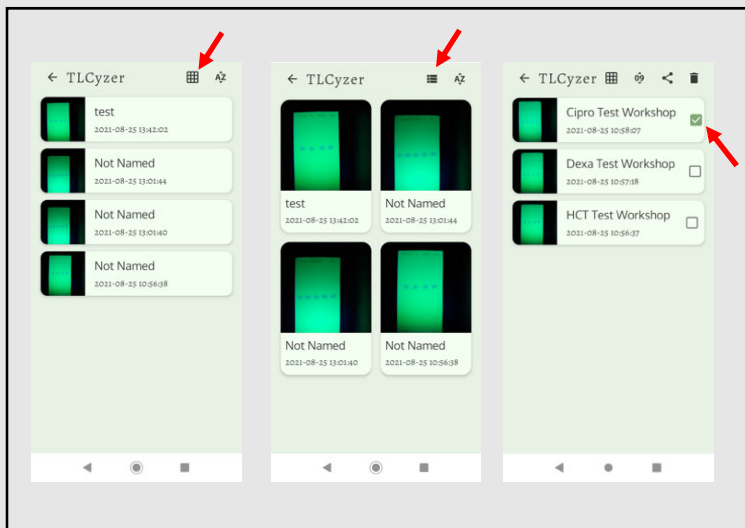 TLCyzer
test
2021-08-25 13:42:02
Not Named
2021-08-25 13:01:44
Not Named
2021-08-25 13:01:40
Not Named
2021-08-25 10:56:38
TLCyzer
test
2021-08-25 13:42:02
Not Named
2021-08-25 13:01:44
Not Named
2021-08-25 13:01:40
Not Named
2021-08-25 10:56:38
TLCyzer
Cipro Test Workshop
2021-08-25 10:58:07
Dexa Test Workshop
2021-08-25 10:57:18
HCT Test Workshop
2021-08-25 10:56:37